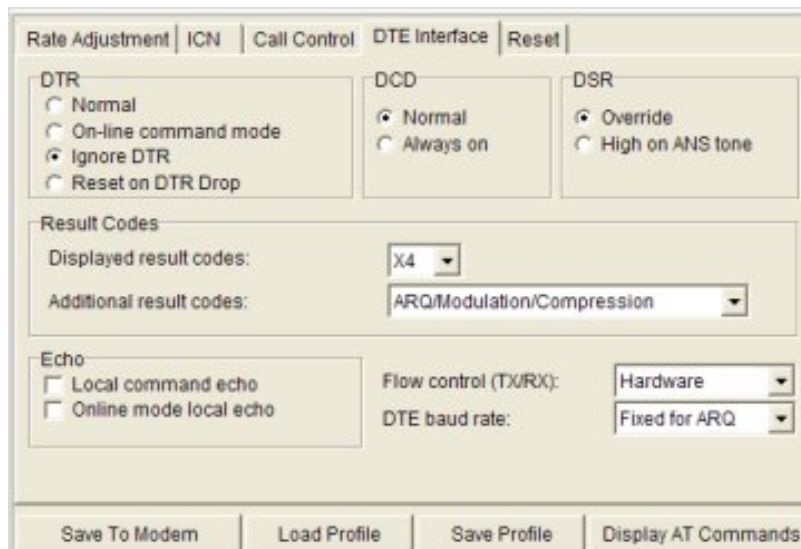 Rate Adjustment ICN Call Control DTE Interface Reset
DTR
Normal
On-line command mode
Ignore DTR
Reset on DTR Drop
DCD
Normal
Always on
DSR
Override
High on ANS tone
Result Codes
Displayed result codes: X4
Additional result codes: ARQ/Modulation/Compression
Echo
Local command echo
Online mode local echo
Flow control (TX/RX): Hardware
DTE baud rate: Fixed for ARQ
Save To Modem Load Profile Save Profile Display AT Commands